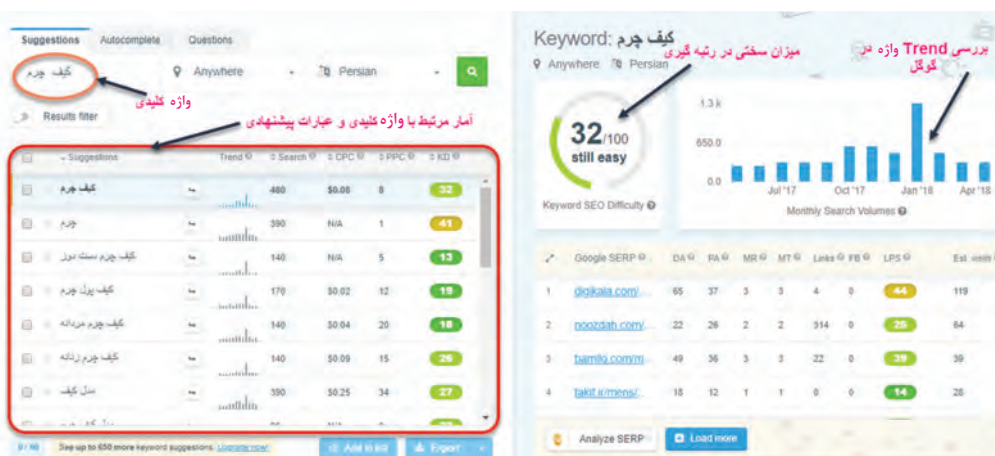 Suggestions Autocomplete Questions
کیف چرم Anywhere Persian
واژه کلیدی
Results filter
آمار مرتبط با واژه کلیدی و عبارات پیشنهادی
Suggestions Trend Search CPC PPC KD
کیف چرم 480 $0.08 8 32
چرم 390 N/A 1 41
کیف چرم ست دوز 140 N/A 5 13
کیف پول چرم 170 $0.02 12 19
کیف چرم مردانه 140 $0.04 20 18
کیف چرم زنانه 140 $0.09 15 26
مدل کیف 390 $0.25 34 27
0 / 50 See up to 650 more keyword suggestions. Upgrade now! Add to list Export
Keyword: کیف چرم
میزان سختی در رتبه گیری
بررسی Trend واژه در
گوگل
Anywhere Persian
32/100
still easy
Keyword SEO Difficulty
1.3 k
650.0
0.0
Jul '17 Oct '17 Jan '18 Apr '18
Monthly Search Volumes
Google SERP DA PA MR MT Links FB LPS Est. visits
1 digikala.com/... 65 37 3 3 4 0 44 119
2 noozdah.com/... 22 26 2 2 314 0 25 64
3 bamilo.com/m... 49 36 3 3 22 0 39 39
4 takif.ir/mens/... 18 12 1 1 0 0 14 28
Analyze SERP Load more